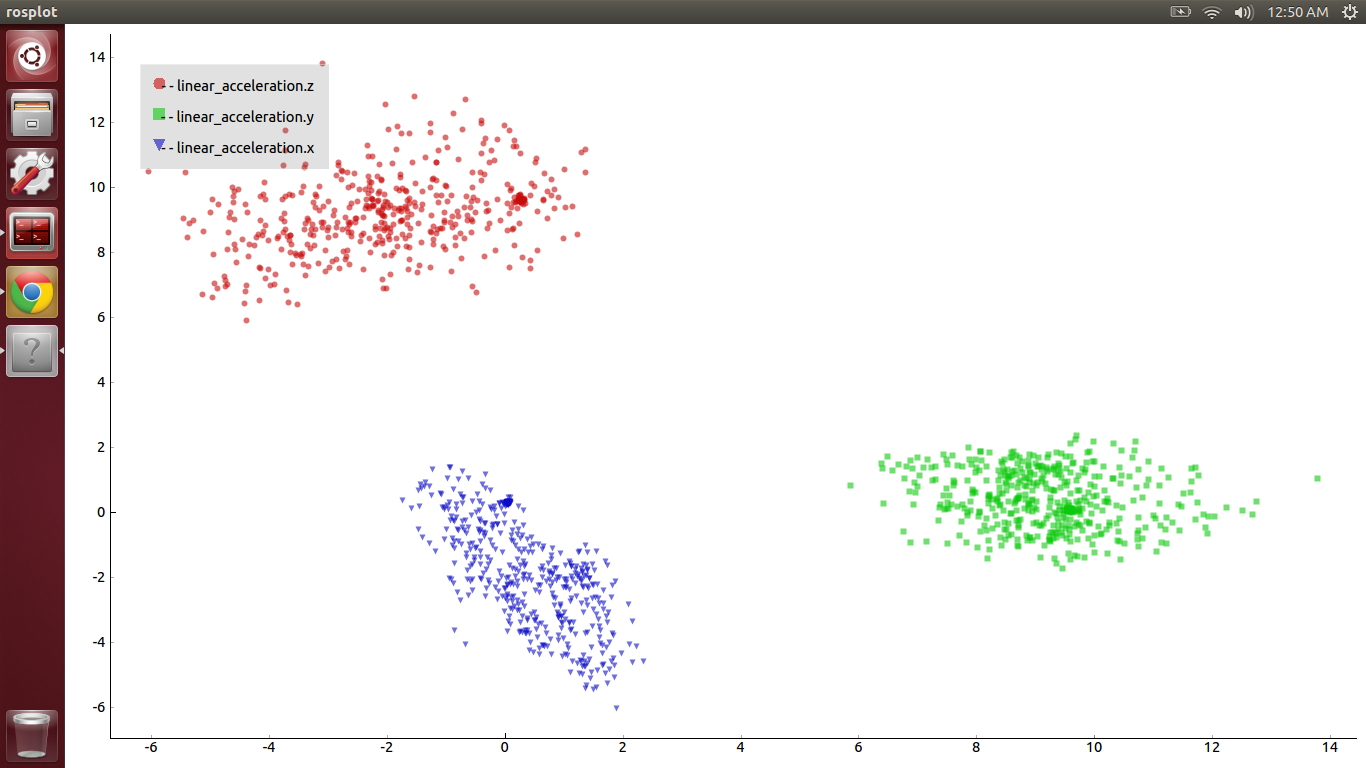 rosplot
12:50 AM
14
12
10
8
6
4
2
0
-2
-4
-6
- - linear_acceleration.z
- - linear_acceleration.y
- - linear_acceleration.x
-6 -4 -2 0 2 4 6 8 10 12 14
>_ >_
>_ >_
?